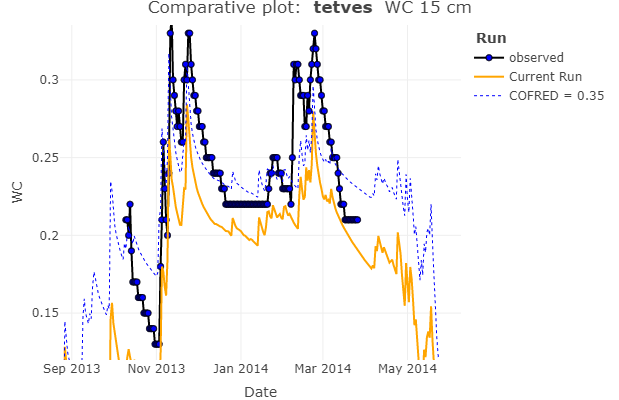 Comparative plot: tetves WC 15 cm
Run
observed
Current Run
COFRED = 0.35
0.3
0.25
0.2
0.15
WC
Sep 2013
Nov 2013
Jan 2014
Mar 2014
May 2014
Date